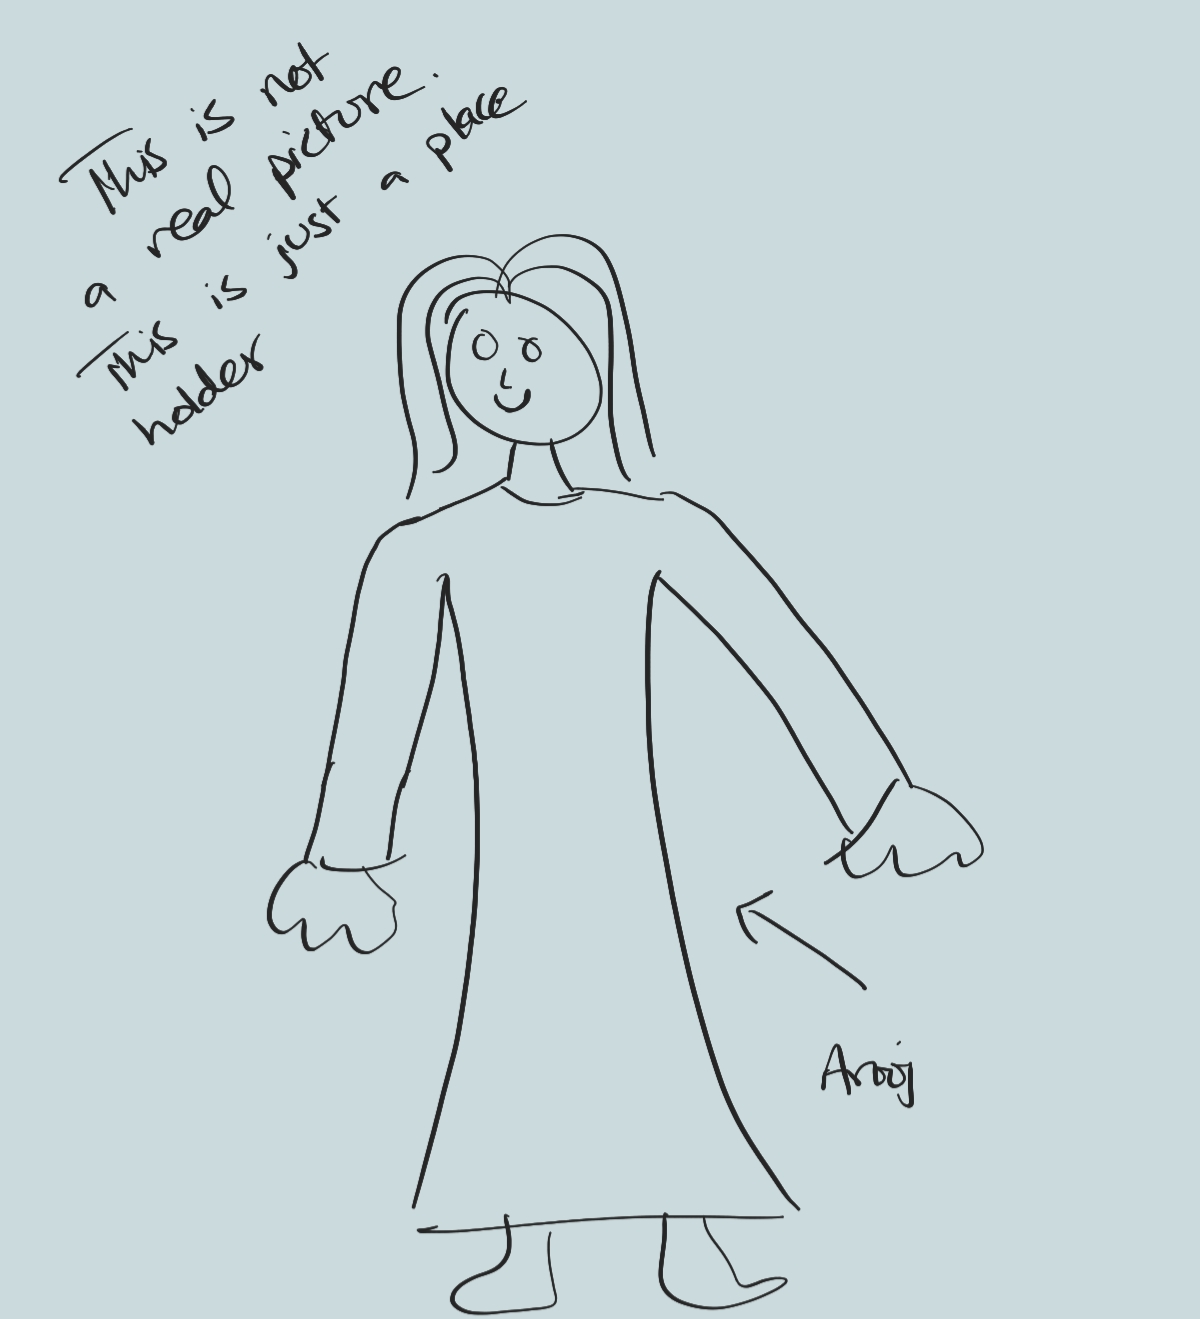 This is not
a real picture.
This is just a place
holder
Arooj